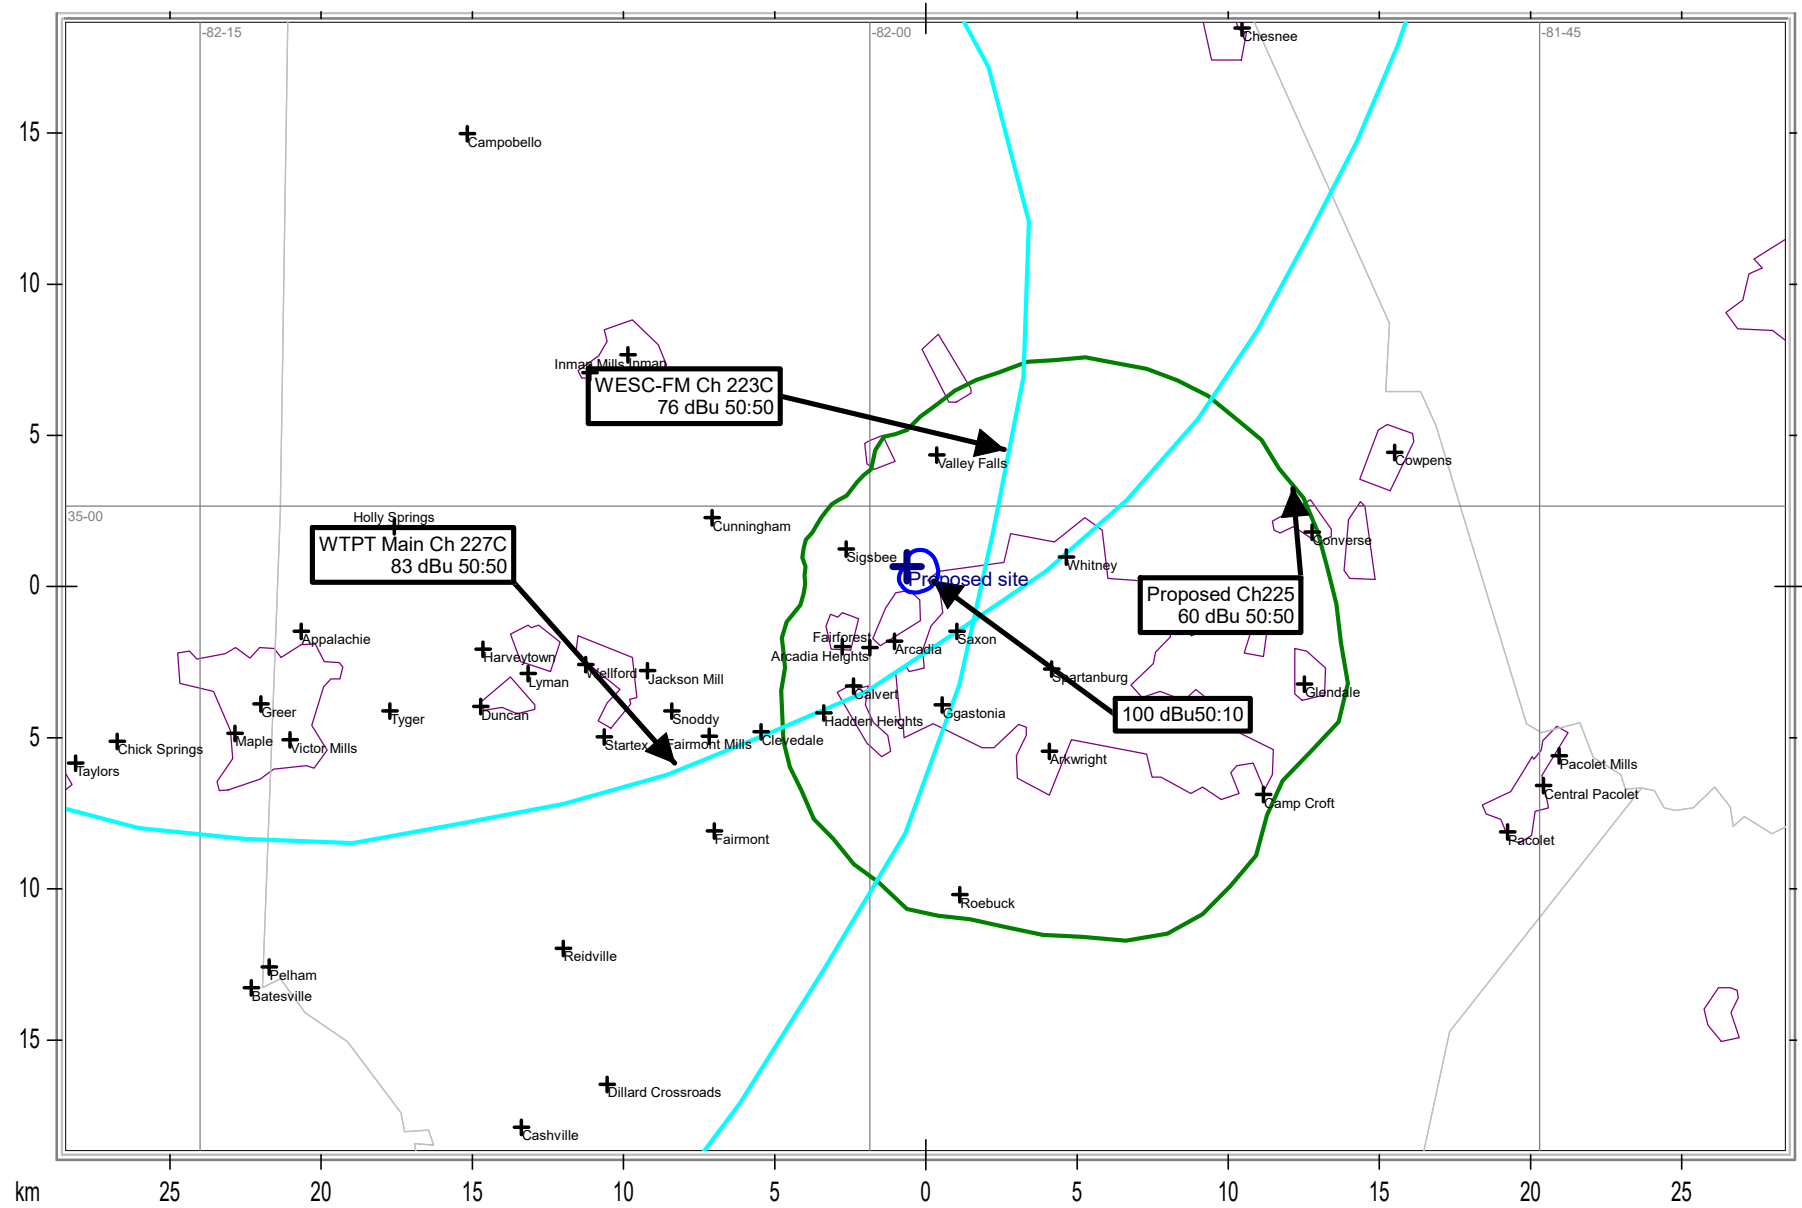 -82-15
-82-00
-81-45
Chesnee
15
Campobello
10
Inman Mills
Inman
WESC-FM Ch 223C
76 dBu 50:50
5
Valley Falls
Cowpens
35-00
Holly Springs
Cunningham
WTPT Main Ch 227C
83 dBu 50:50
Converse
Sigsbee
Whitney
0
Proposed site
Proposed Ch225
60 dBu 50:50
Appalachie
Fairforest
Saxon
Harveytown
Arcadia Heights
Arcadia
Wellford
Jackson Mill
Spartanburg
Lyman
Calvert
Glendale
Greer
Tyger
Duncan
Snoddy
Hadden Heights
Ggastonia
100 dBu50:10
5
Chick Springs
Maple
Victor Mills
Startex
Fairmont Mills
Clevedale
Arkwright
Taylors
Pacolet Mills
Camp Croft
Central Pacolet
Fairmont
Pacolet
10
Roebuck
Reidville
Pelham
Batesville
15
Dillard Crossroads
Cashville
km
25
20
15
10
5
0
5
10
15
20
25